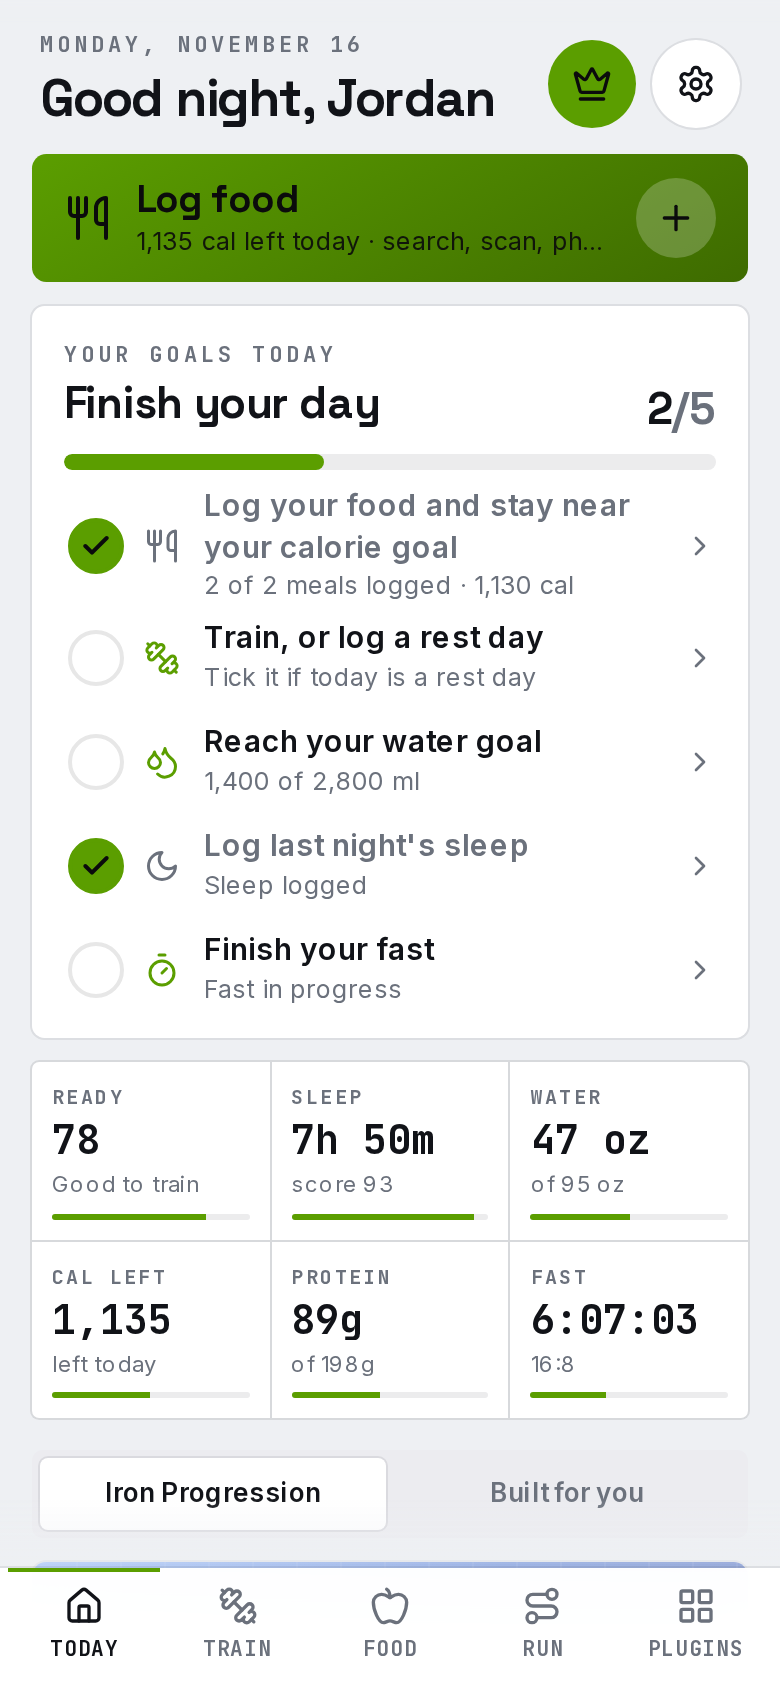 MONDAY, NOVEMBER 16
Good night, Jordan
Log food
1,135 cal left today · search, scan, ph...
YOUR GOALS TODAY
Finish your day
2/5
Log your food and stay near
your calorie goal
2 of 2 meals logged · 1,130 cal
Train, or log a rest day
Tick it if today is a rest day
Reach your water goal
1,400 of 2,800 ml
Log last night's sleep
Sleep logged
Finish your fast
Fast in progress
READY
78
Good to train
SLEEP
7h 50m
score 93
WATER
47 oz
of 95 oz
CAL LEFT
1,135
left today
PROTEIN
89g
of 198g
FAST
6:07:03
16:8
Iron Progression
Built for you
TODAY
TRAIN
FOOD
RUN
PLUGINS